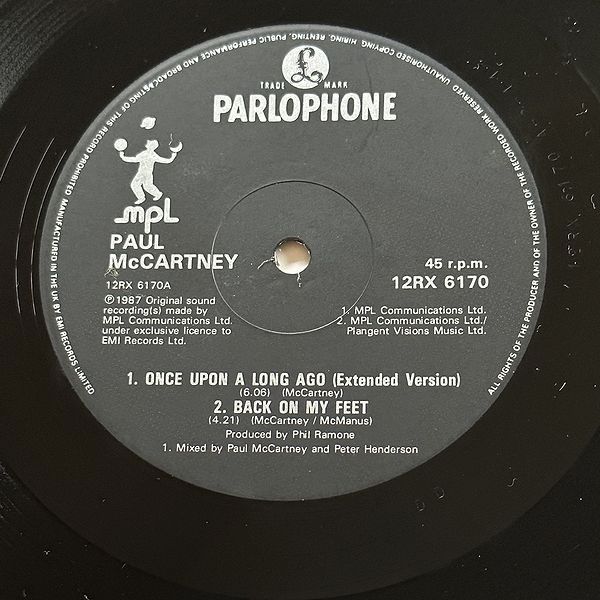 ALL RIGHTS OF THE PRODUCER AND OF THE OWNER OF THE RECORDED WORK RESERVED UNAUTHORISED COPYING, HIRING, RENTING, PUBLIC PERFORMANCE AND BROADCASTING OF THIS RECORD PROHIBITED MANUFACTURED IN THE UK BY EMI RECORDS LIMITED
£
TRADE MARK
PARLOPHONE
mpl
PAUL
McCARTNEY
45 r.p.m.
12RX 6170A
12RX 6170
℗1987 Original sound
recording(s) made by
MPL Communications Ltd.
under exclusive licence to
EMI Records Ltd.
1. MPL Communications Ltd.
2. MPL Communications Ltd./
Plangent Visions Music Ltd.
1. ONCE UPON A LONG AGO (Extended Version)
(6.06) (McCartney)
2. BACK ON MY FEET
(4.21) (McCartney / McManus)
Produced by Phil Ramone
1. Mixed by Paul McCartney and Peter Henderson